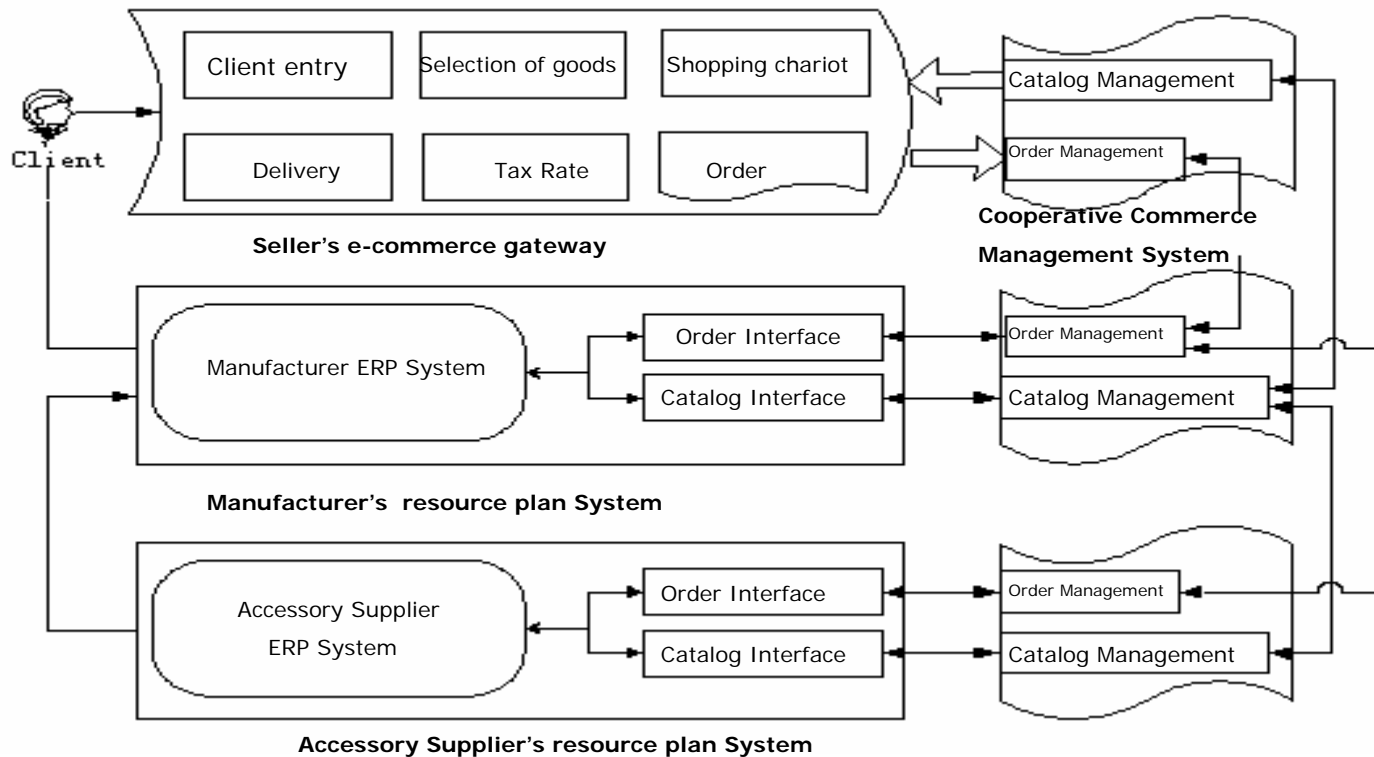 Client entry
Selection of goods
Shopping chariot
Catalog Management
Client
Delivery
Tax Rate
Order
Order Management
Seller's e-commerce gateway
Cooperative Commerce
Management System
Manufacturer ERP System
Order Interface
Order Management
Catalog Interface
Catalog Management
Manufacturer's resource plan System
Accessory Supplier
ERP System
Order Interface
Order Management
Catalog Interface
Catalog Management
Accessory Supplier's resource plan System